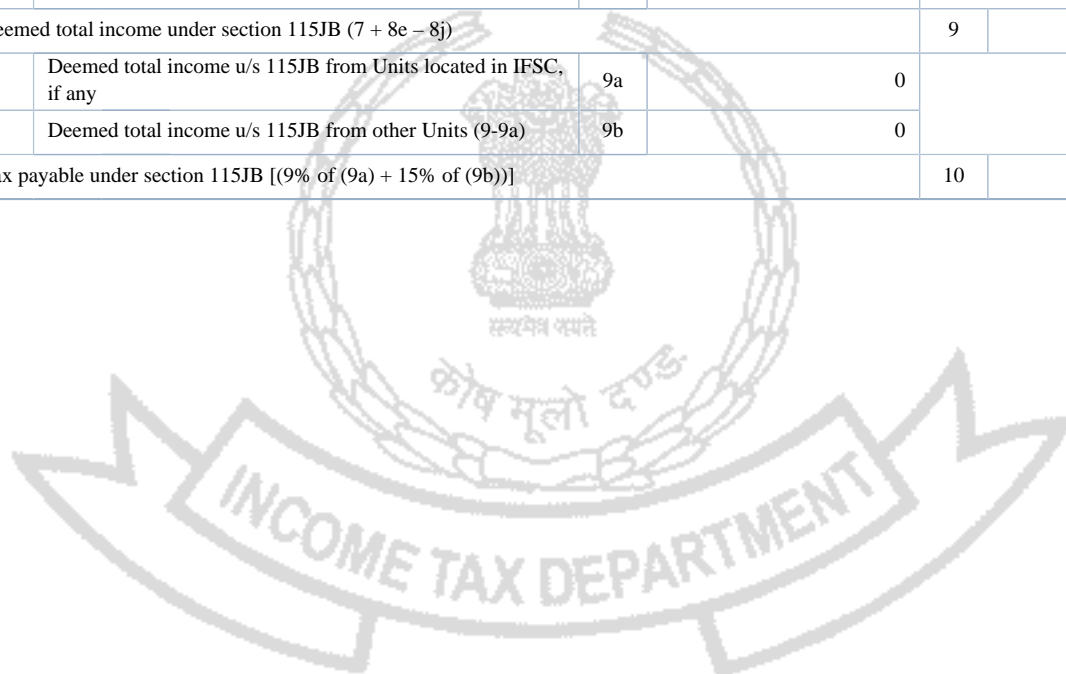 eemed total income under section 115JB (7 + 8e – 8j) 9
Deemed total income u/s 115JB from Units located in IFSC,
if any 9a 0
Deemed total income u/s 115JB from other Units (9-9a) 9b 0
ax payable under section 115JB [(9% of (9a) + 15% of (9b))] 10
सत्यमेव जयते
कोष मूलो दण्ड:
INCOME TAX DEPARTMENT